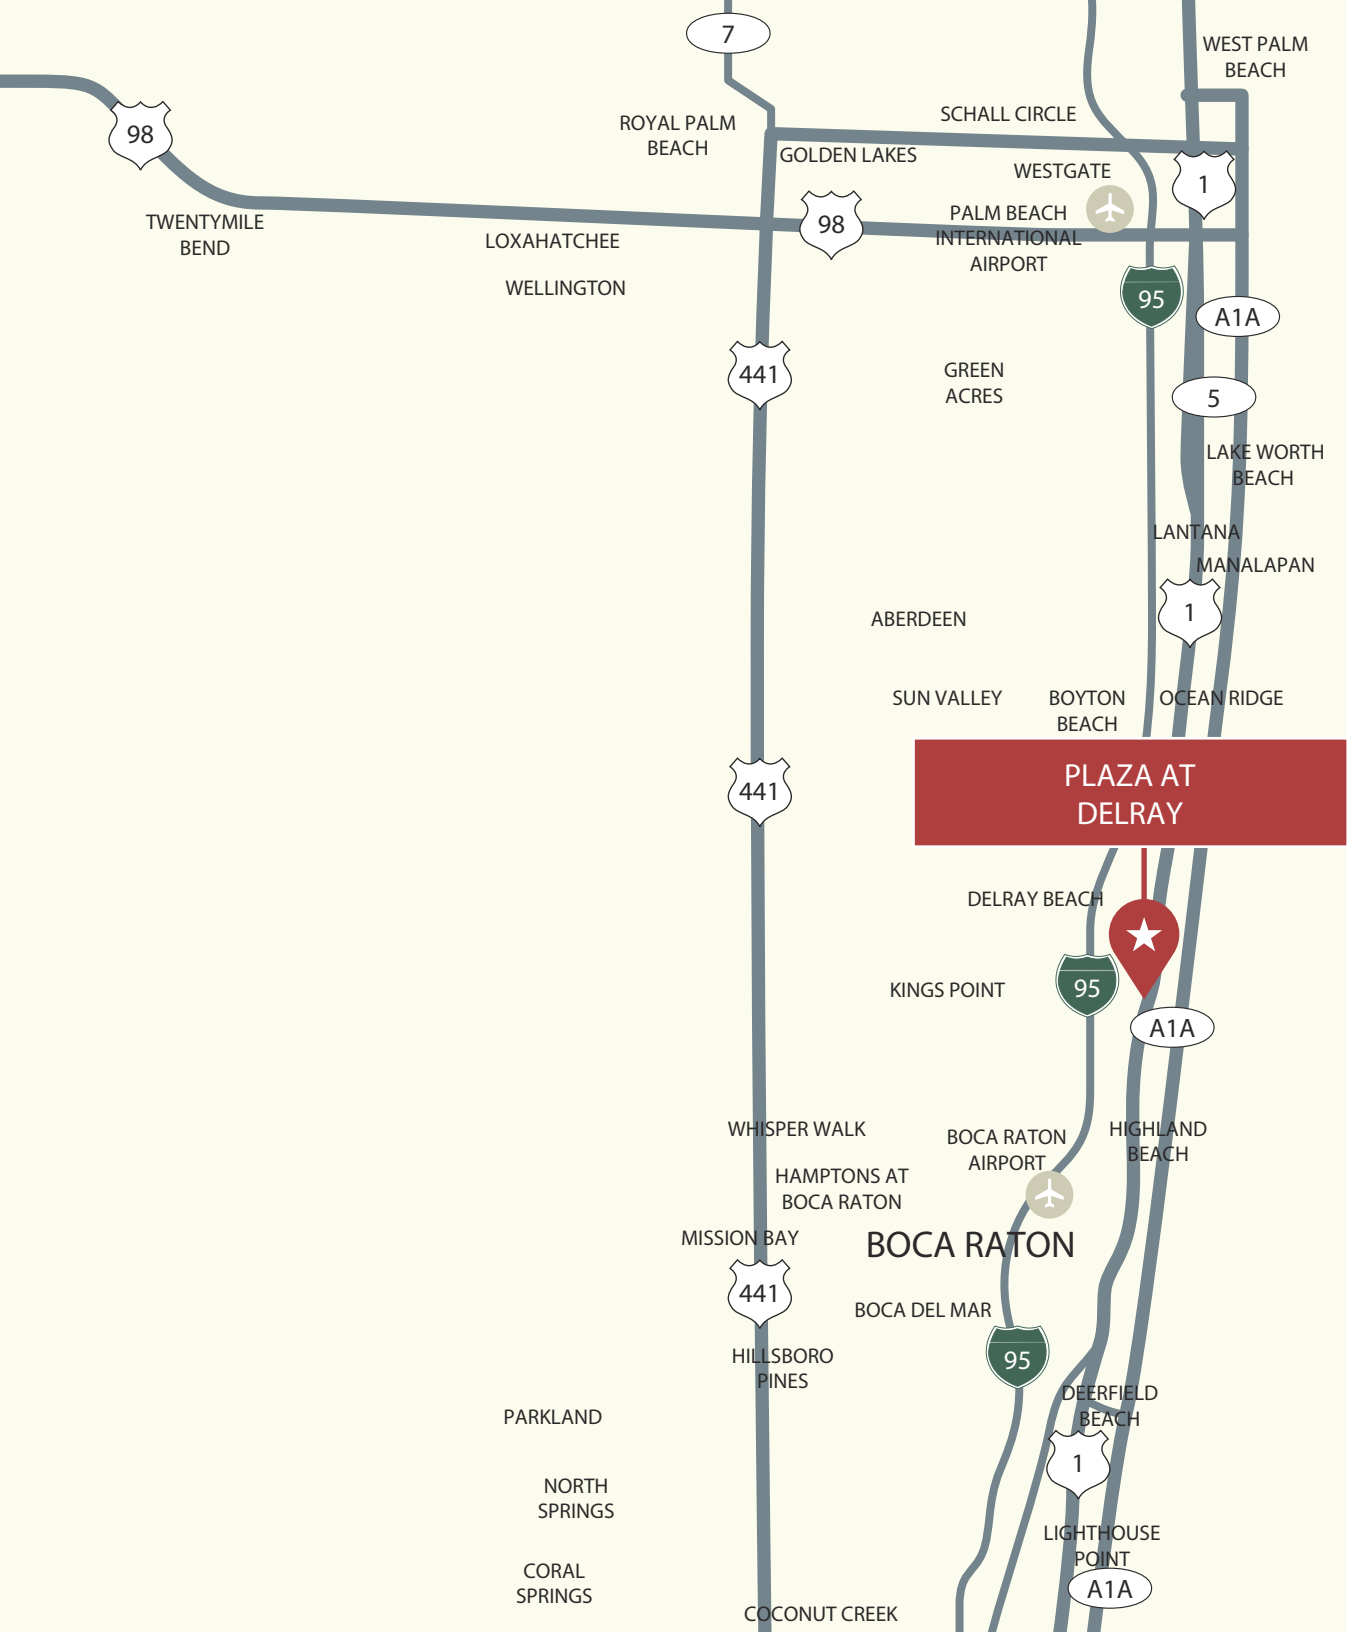 7
WEST PALM
BEACH
98
ROYAL PALM
BEACH
SCHALL CIRCLE
GOLDEN LAKES
WESTGATE
1
TWENTYMILE
BEND
LOXAHATCHEE
98
PALM BEACH
INTERNATIONAL
AIRPORT
WELLINGTON
95
A1A
441
GREEN
ACRES
5
LAKE WORTH
BEACH
LANTANA
MANALAPAN
ABERDEEN
1
SUN VALLEY
BOYTON
BEACH
OCEAN RIDGE
441
PLAZA AT
DELRAY
DELRAY BEACH
KINGS POINT
95
A1A
WHISPER WALK
BOCA RATON
AIRPORT
HIGHLAND
BEACH
HAMPTONS AT
BOCA RATON
MISSION BAY
BOCA RATON
441
BOCA DEL MAR
HILLSBORO
PINES
95
DEERFIELD
BEACH
PARKLAND
1
NORTH
SPRINGS
LIGHTHOUSE
POINT
CORAL
SPRINGS
A1A
COCONUT CREEK